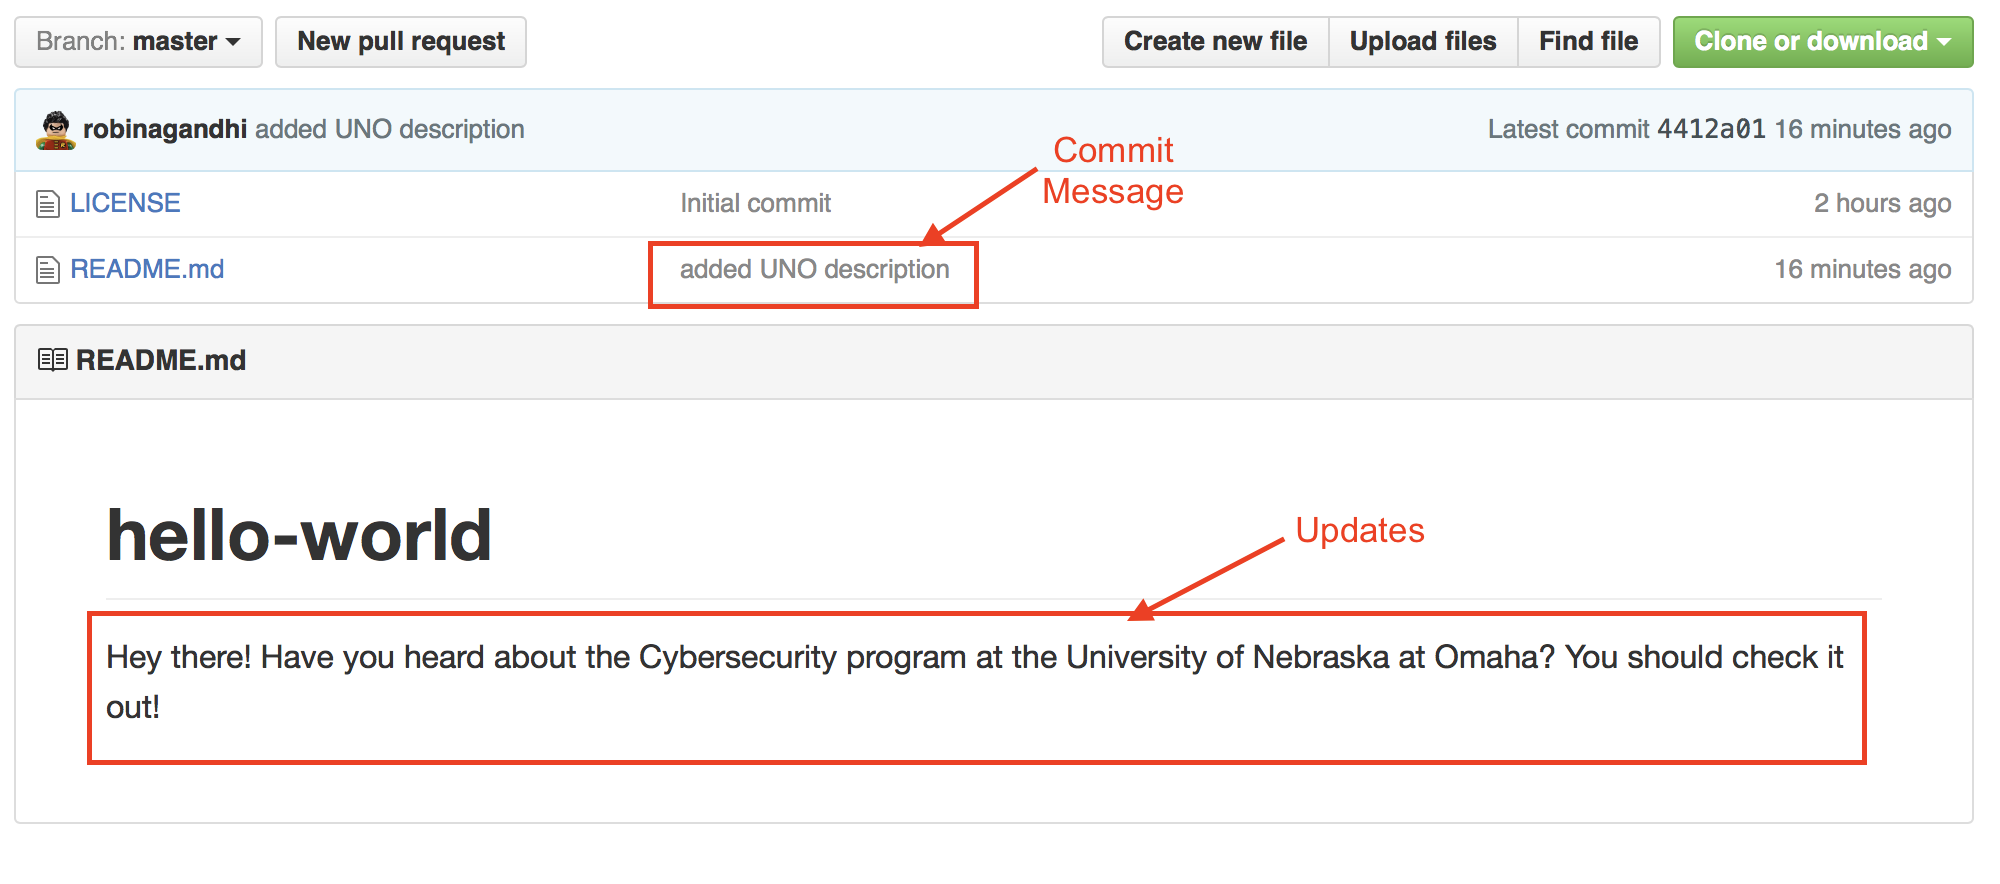 Branch: master New pull request Create new file Upload files Find file Clone or download
robinagandhi added UNO description Latest commit 4412a01 16 minutes ago
Commit
Message
LICENSE Initial commit 2 hours ago
README.md added UNO description 16 minutes ago
README.md
hello-world
Updates
Hey there! Have you heard about the Cybersecurity program at the University of Nebraska at Omaha? You should check it
out!